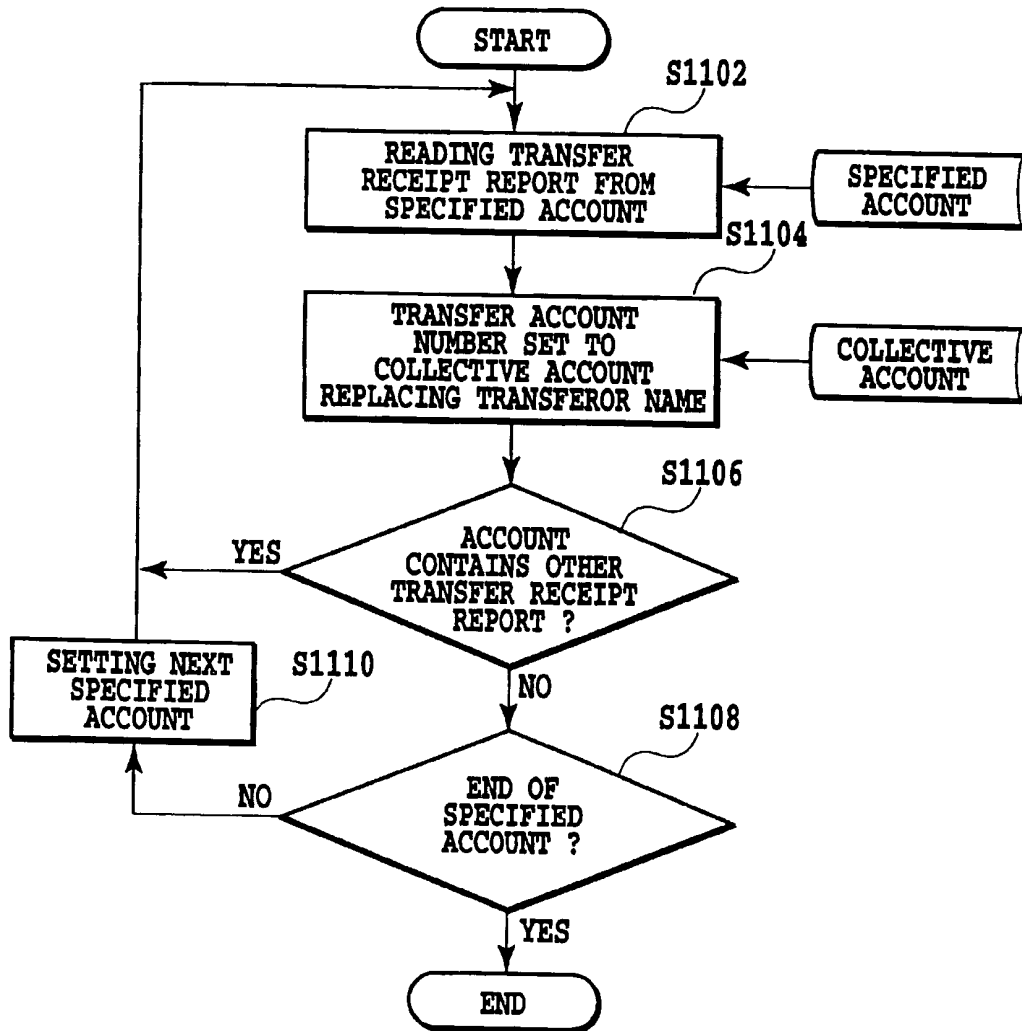 START
S1102
READING TRANSFER
RECEIPT REPORT FROM
SPECIFIED ACCOUNT
SPECIFIED
ACCOUNT
S1104
TRANSFER ACCOUNT
NUMBER SET TO
COLLECTIVE ACCOUNT
REPLACING TRANSFEROR NAME
COLLECTIVE
ACCOUNT
S1106
ACCOUNT
CONTAINS OTHER
TRANSFER RECEIPT
REPORT ?
YES
NO
SETTING NEXT
SPECIFIED
ACCOUNT
S1110
S1108
END OF
SPECIFIED
ACCOUNT ?
NO
YES
END